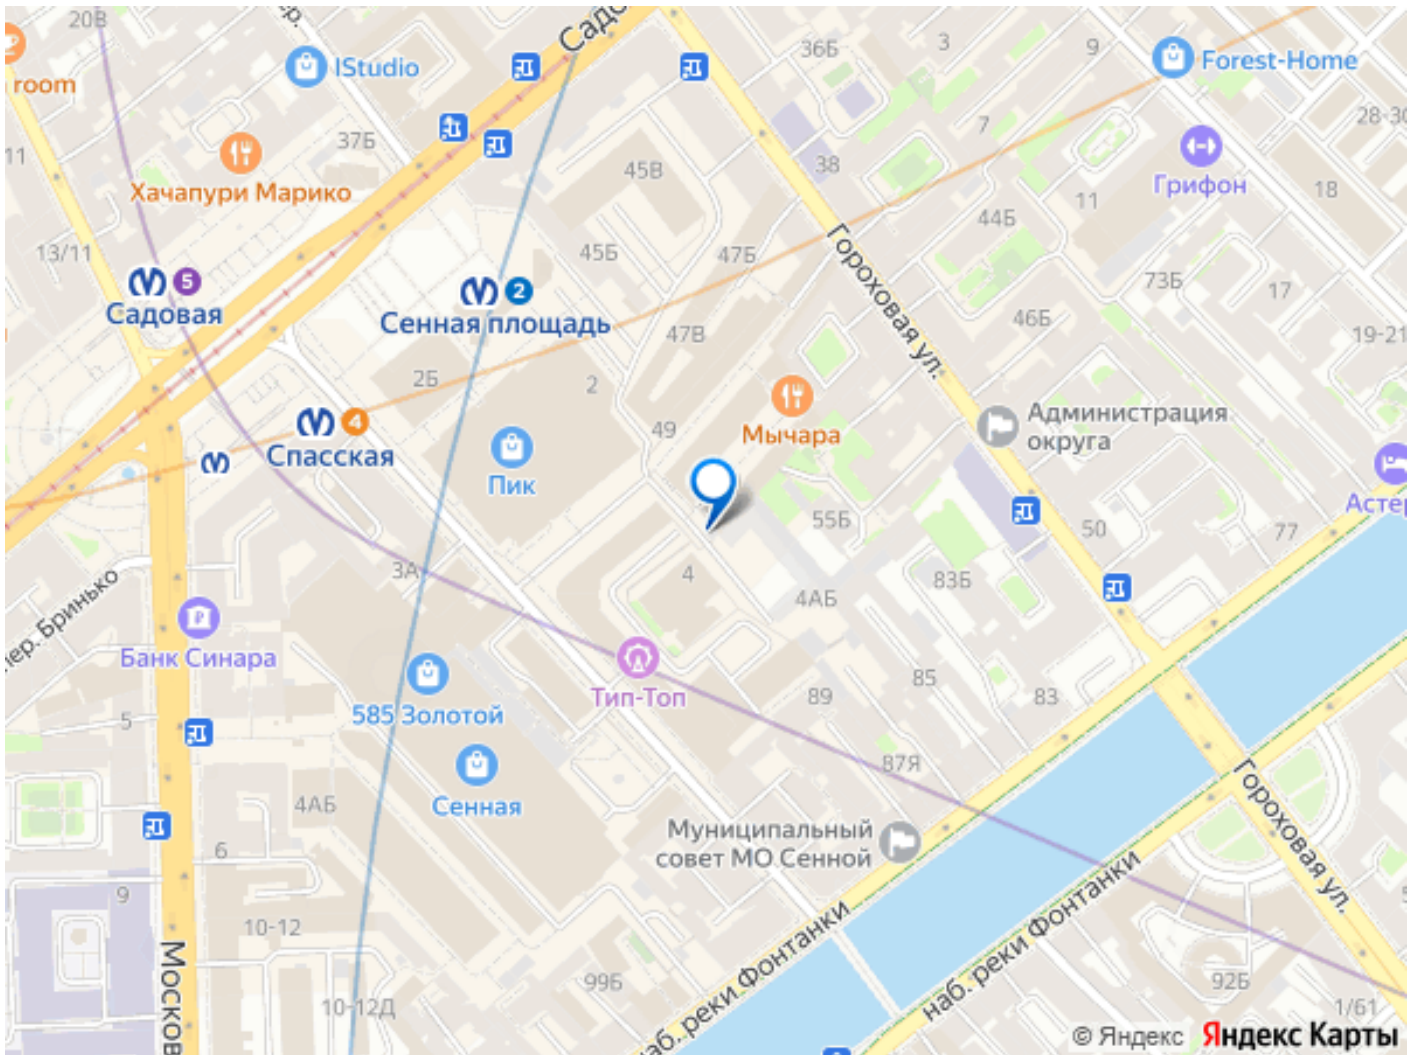 20В
пер.
Садо
36Б
3
9
Forest-Home
room
IStudio
28-30
37Б
7
11
45В
38
Грифон
18
Хачапури Марико
11
44Б
13/11
45Б
47Б
Гороховая ул.
73Б
17
5
Садовая
2
Сенная площадь
47В
46Б
19-21
2Б
2
4
Спасская
49
Мычара
Администрация
округа
Пик
55Б
50
77
Астер
пер. Бринько
3А
4
4АБ
83Б
Банк Синара
Тип-Топ
89
85
83
585 Золотой
5
87Я
Сенная
4АБ
Муниципальный
совет МО Сенной
Гороховая ул.
6
9
10-12
Москов
99Б
10-12Д
наб. реки Фонтанки
наб. реки Фонтанки
92Б
1/61
© Яндекс Яндекс Карты